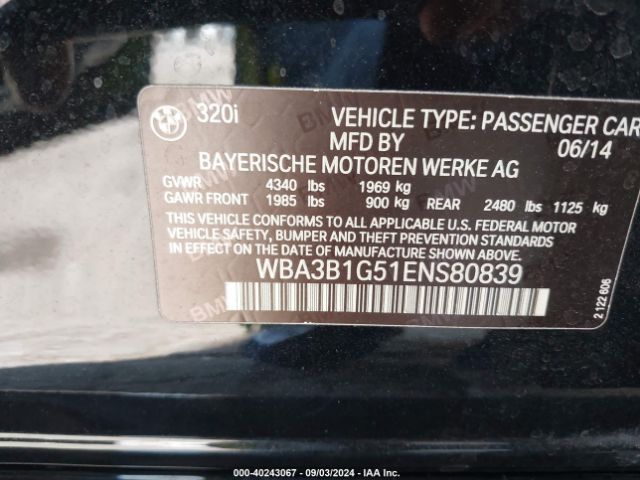 320i VEHICLE TYPE: PASSENGER CAR
MFD BY 06/14
BAYERISCHE MOTOREN WERKE AG
GVWR 4340 lbs 1969 kg
GAWR FRONT 1985 lbs 900 kg REAR 2480 lbs 1125 kg
THIS VEHICLE CONFORMS TO ALL APPLICABLE U.S. FEDERAL MOTOR
VEHICLE SAFETY, BUMPER AND THEFT PREVENTION STANDARDS
IN EFFECT ON THE DATE OF MANUFACTURE SHOWN ABOVE.
WBA3B1G51ENS80839
2 122 606
000-40243067 - 09/03/2024 - IAA Inc.